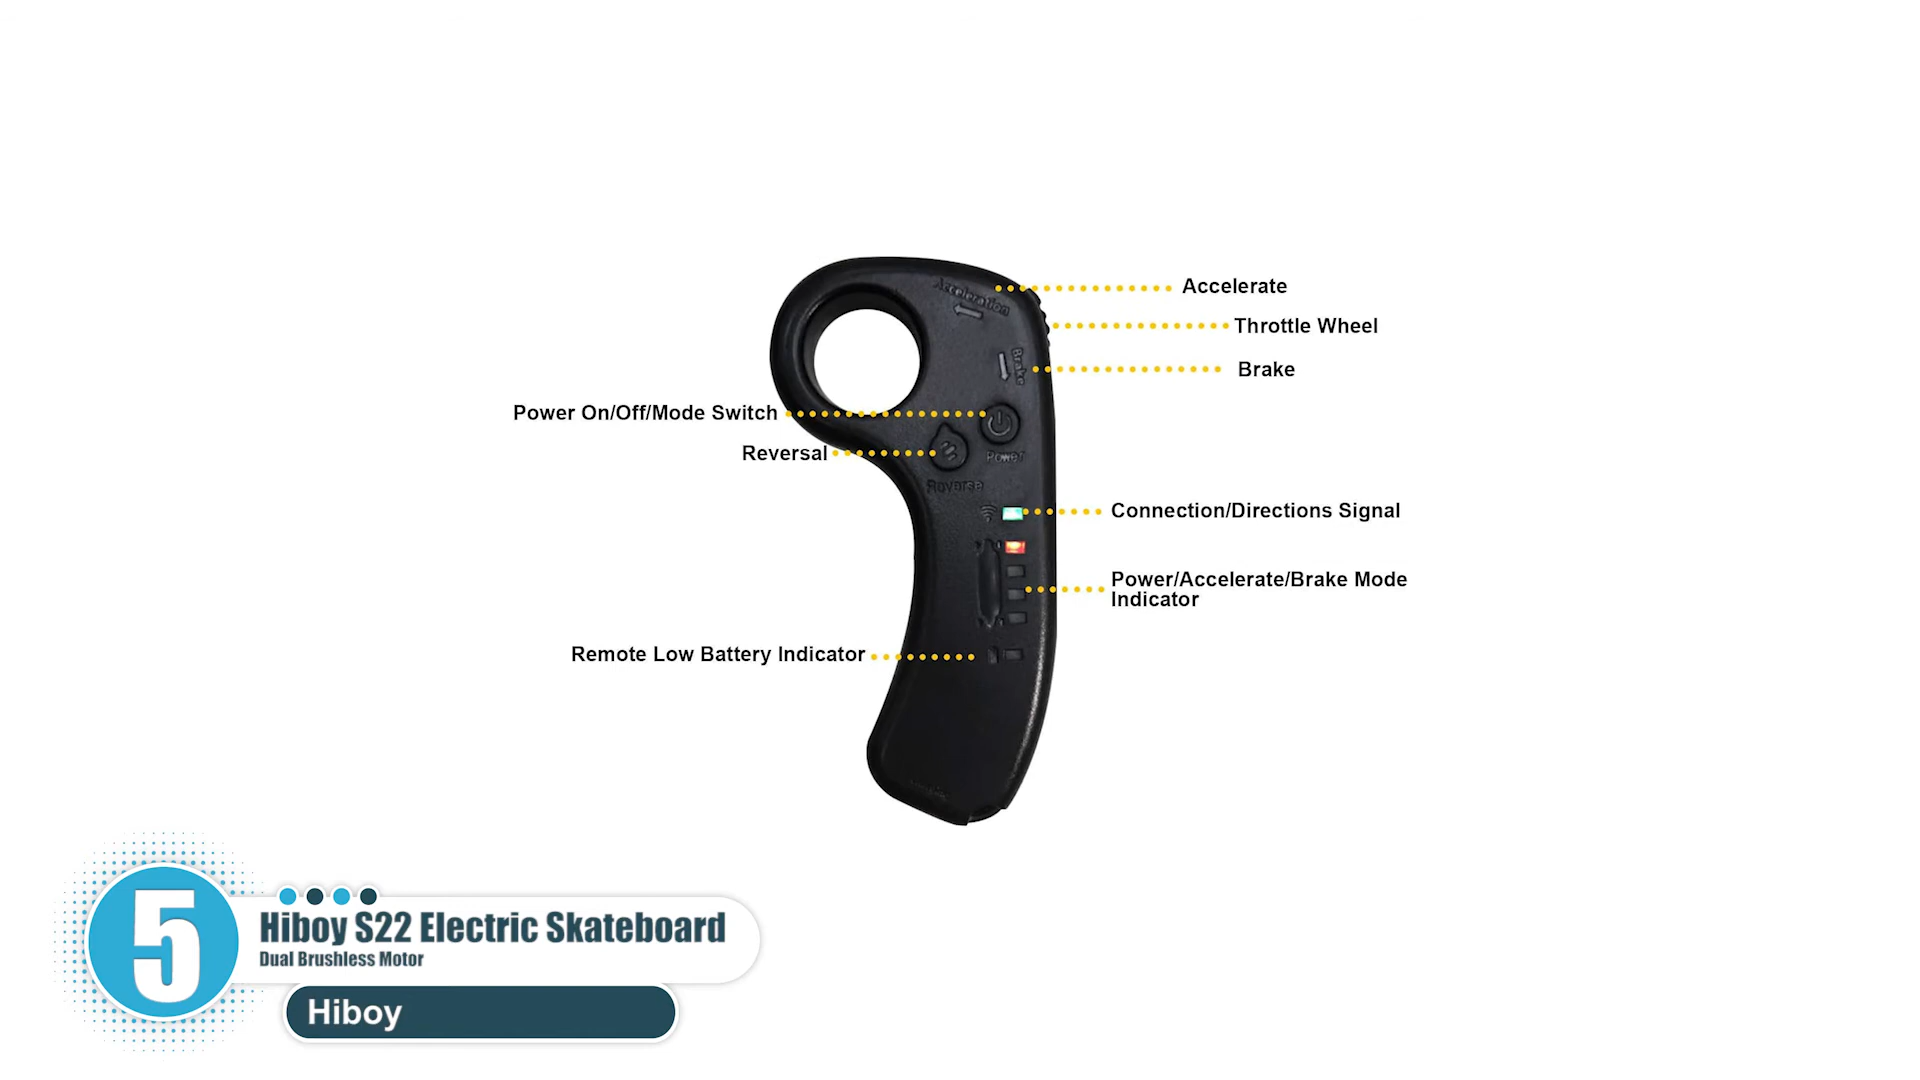 Accelerate
Throttle Wheel
Brake
Power On/Off/Mode Switch
Reversal
Connection/Directions Signal
Power/Accelerate/Brake Mode
Indicator
Remote Low Battery Indicator
Acceleration
Brake
Power
Reverse
5
Hiboy S22 Electric Skateboard
Dual Brushless Motor
Hiboy